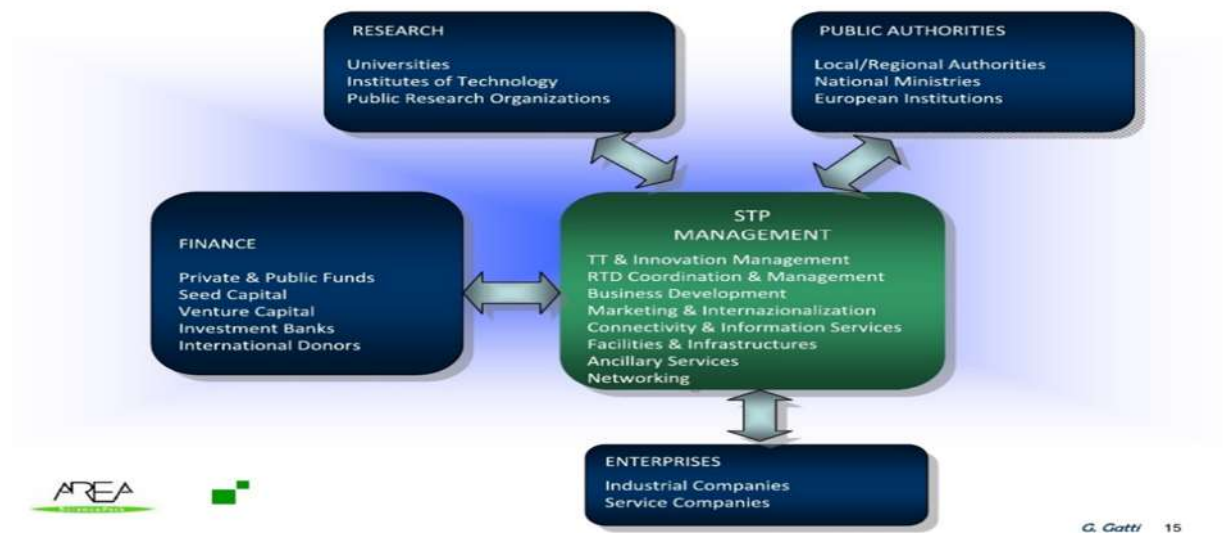 RESEARCH
Universities
Institutes of Technology
Public Research Organizations
PUBLIC AUTHORITIES
Local/Regional Authorities
National Ministries
European Institutions
FINANCE
Private & Public Funds
Seed Capital
Venture Capital
Investment Banks
International Donors
STP
MANAGEMENT
TT & Innovation Management
RTD Coordination & Management
Business Development
Marketing & Internazionalization
Connectivity & Information Services
Facilities & Infrastructures
Ancillary Services
Networking
ENTERPRISES
Industrial Companies
Service Companies
AREA
G. Gatti 15